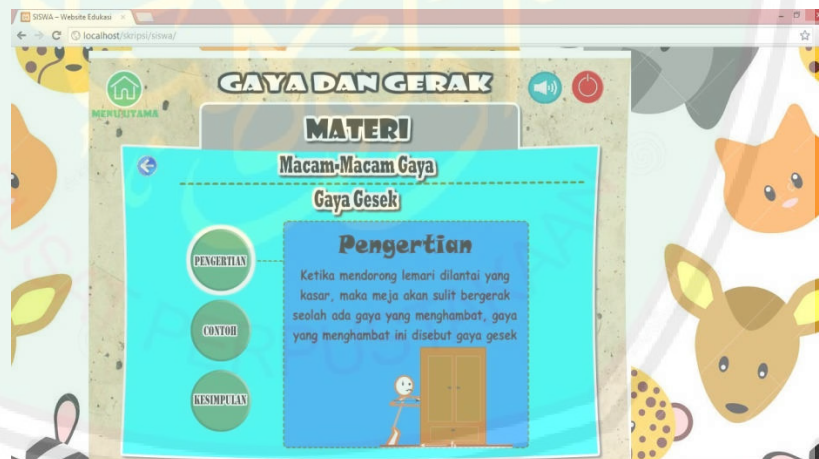 SISWA - Website Edukasi
localhost/skripsi/siswa/
GAYA DAN GERAK
MENU UTAMA
MATERI
Macam-Macam Gaya
Gaya Gesek
PENGERTIAN
CONTOH
KESIMPULAN
Pengertian
Ketika mendorong lemari dilantai yang
kasar, maka meja akan sulit bergerak
seolah ada gaya yang menghambat, gaya
yang menghambat ini disebut gaya gesek
PERPUSTAKAAN